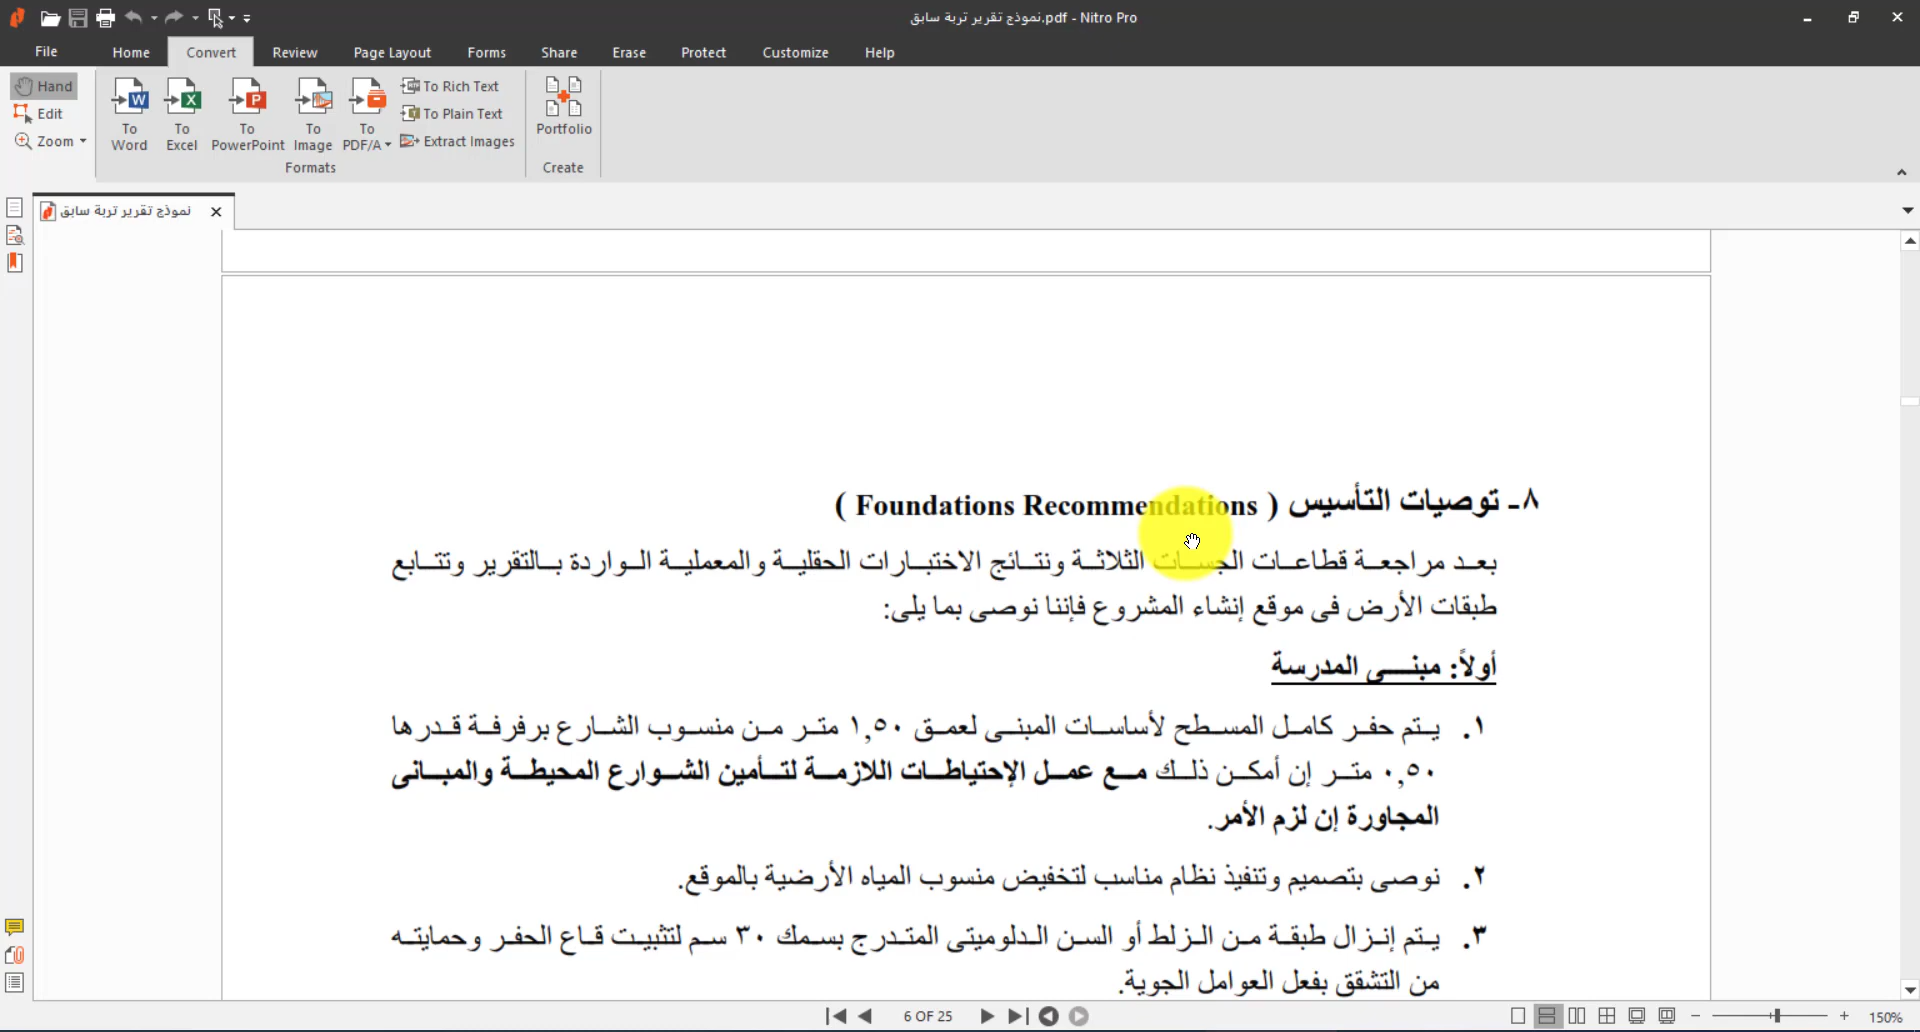 نموذج تقرير تربة سابق.pdf - Nitro Pro
File Home Convert Review Page Layout Forms Share Erase Protect Customize Help
Hand
Edit
Zoom
To Word
To Excel
To PowerPoint
To Image
To PDF/A
To Rich Text
To Plain Text
Extract Images
Formats
Portfolio
Create
نموذج تقرير تربة سابق
٨- توصيات التأسيس ( Foundations Recommendations )
بعد مراجعة قطاعات الجسات الثلاثة ونتائج الاختبارات الحقلية والمعملية الواردة بالتقرير وتتابع
طبقات الأرض فى موقع إنشاء المشروع فإننا نوصى بما يلى:
أولاً: مبنى المدرسة
١. يتم حفر كامل المسطح لأساسات المبنى لعمق ١,٥٠ متر من منسوب الشارع برفرفة قدرها
٠,٥٠ متر إن أمكن ذلك مع عمل الإحتياطات اللازمة لتأمين الشوارع المحيطة والمبانى
المجاورة إن لزم الأمر.
٢. نوصى بتصميم وتنفيذ نظام مناسب لتخفيض منسوب المياه الأرضية بالموقع.
٣. يتم إنزال طبقة من الزلط أو السن الدلوميتى المتدرج بسمك ٣٠ سم لتثبيت قاع الحفر وحمايته
من التشقق بفعل العوامل الجوية.
6 OF 25
150%